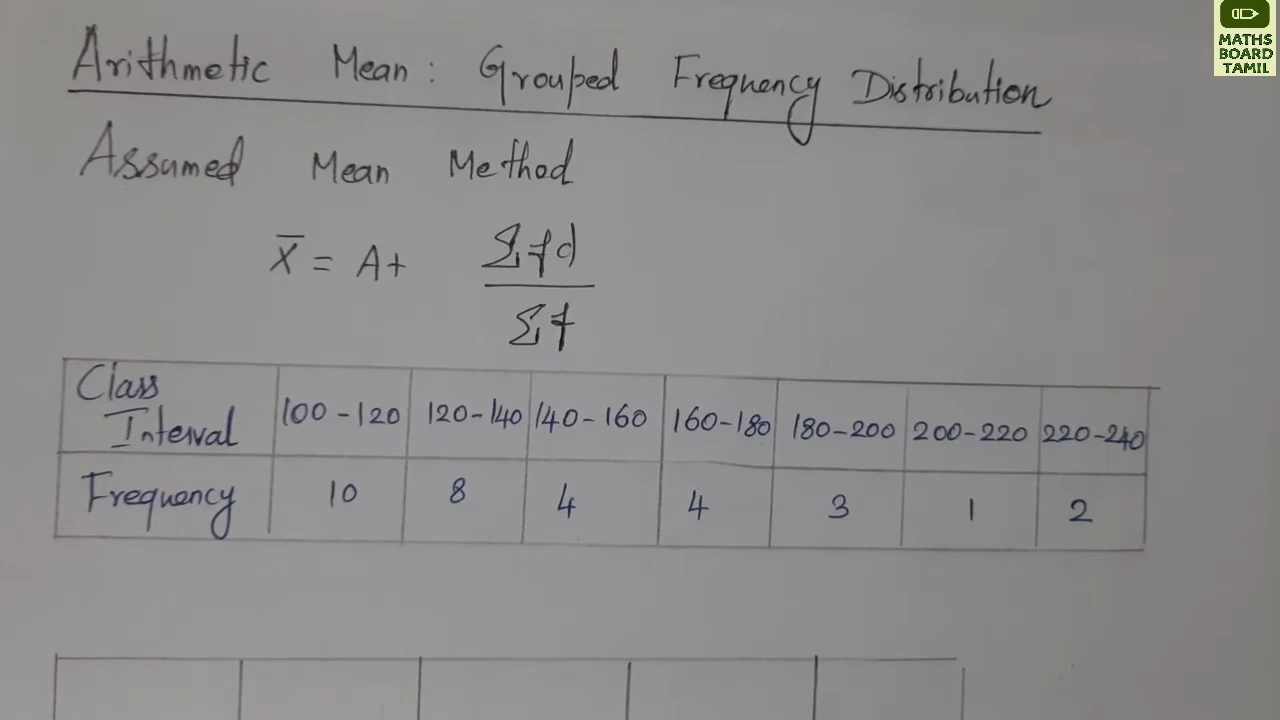 MATHS
BOARD
TAMIL
Arithmetic Mean: Grouped Frequency Distribution
Assumed Mean Method
X̄ = A+ Σfd
Σf
Class Interval 100-120 120-140 140-160 160-180 180-200 200-220 220-240
Frequency 10 8 4 4 3 1 2